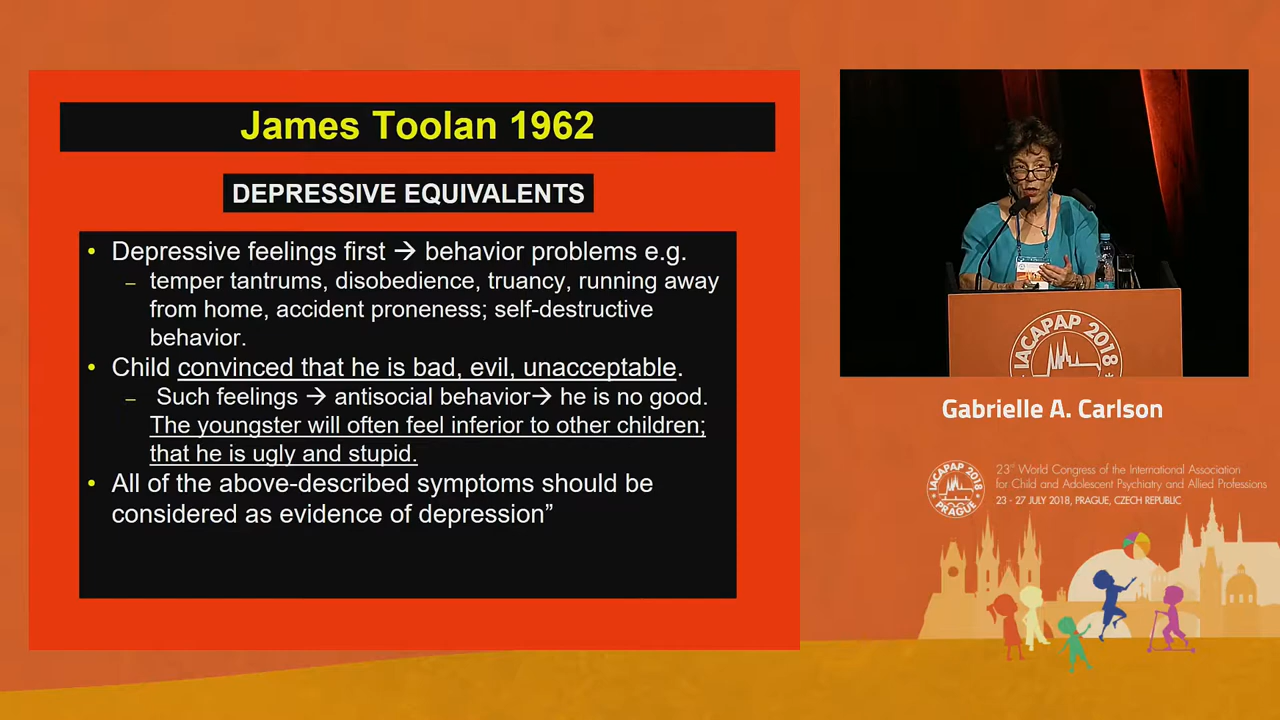 James Toolan 1962
DEPRESSIVE EQUIVALENTS
• Depressive feelings first → behavior problems e.g.
– temper tantrums, disobedience, truancy, running away
from home, accident proneness; self-destructive
behavior.
• Child convinced that he is bad, evil, unacceptable.
– Such feelings → antisocial behavior→ he is no good.
The youngster will often feel inferior to other children;
that he is ugly and stupid.
• All of the above-described symptoms should be
considered as evidence of depression”
IACAPAP 2018
Gabrielle A. Carlson
IACAPAP 2018
PRAGUE
23rd World Congress of the International Association
for Child and Adolescent Psychiatry and Allied Professions
23 - 27 JULY 2018, PRAGUE, CZECH REPUBLIC